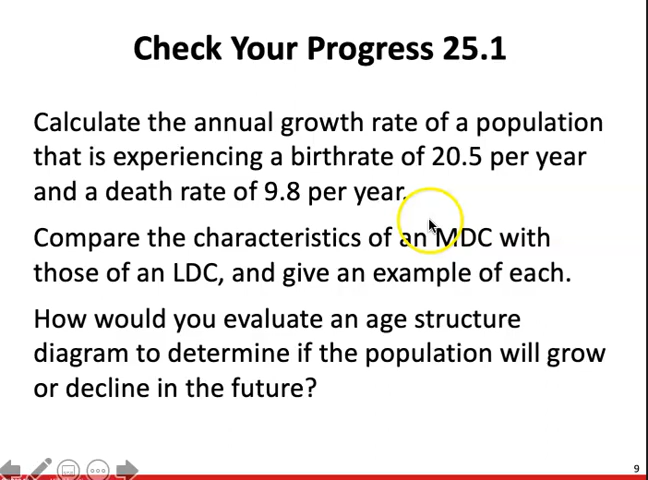 Check Your Progress 25.1
Calculate the annual growth rate of a population
that is experiencing a birthrate of 20.5 per year
and a death rate of 9.8 per year.
Compare the characteristics of an MDC with
those of an LDC, and give an example of each.
How would you evaluate an age structure
diagram to determine if the population will grow
or decline in the future?
9